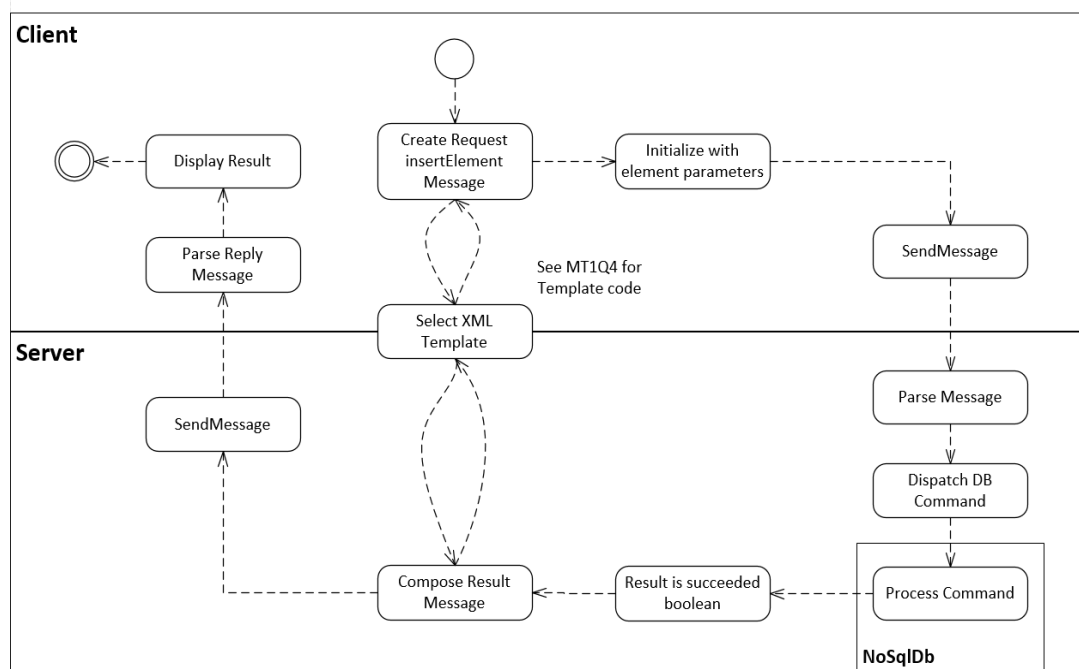 Client
Create Request
insertElement
Message
Initialize with
element parameters
Display Result
Parse Reply
Message
SendMessage
See MT1Q4 for
Template code
Select XML
Template
Server
SendMessage
Parse Message
Dispatch DB
Command
Compose Result
Message
Result is succeeded
boolean
Process Command
NoSqlDb